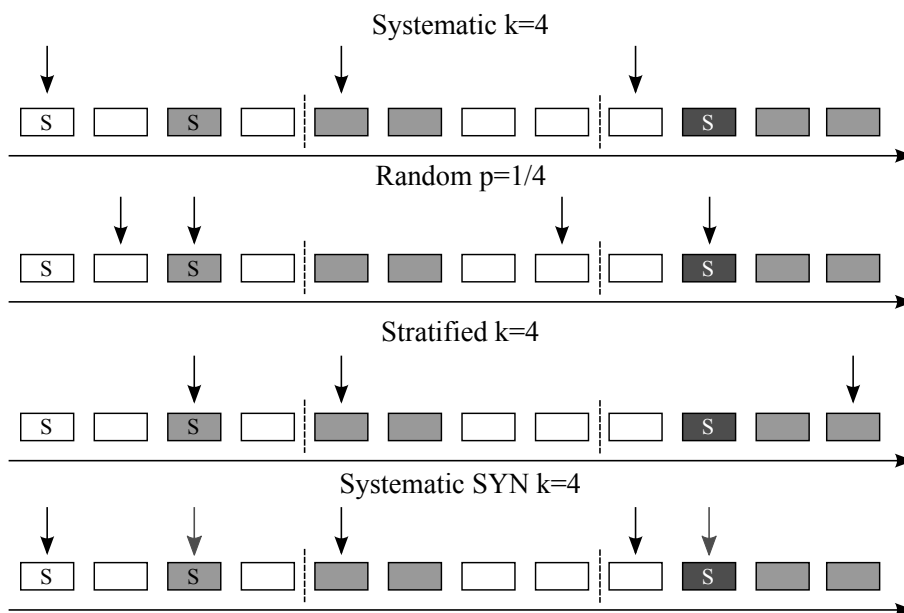 Systematic k=4
S S S
Random p=1/4
S S S
Stratified k=4
S S S
Systematic SYN k=4
S S S